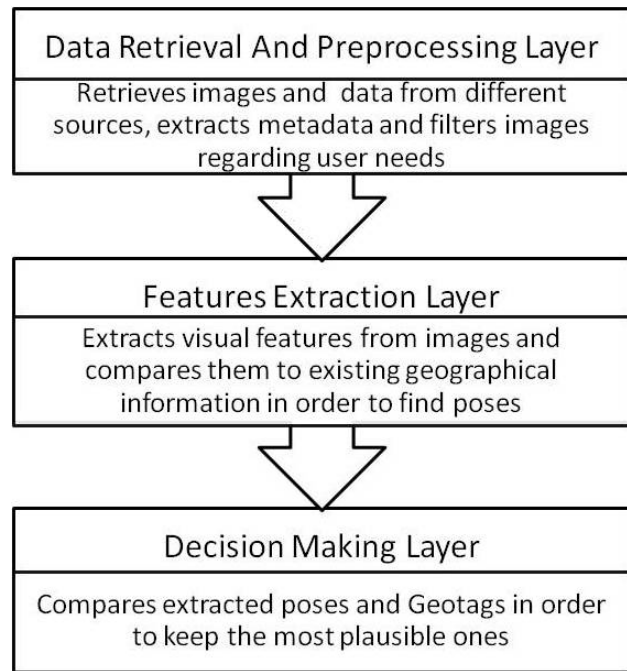 Data Retrieval And Preprocessing Layer
Retrieves images and data from different
sources, extracts metadata and filters images
regarding user needs
Features Extraction Layer
Extracts visual features from images and
compares them to existing geographical
information in order to find poses
Decision Making Layer
Compares extracted poses and Geotags in order
to keep the most plausible ones